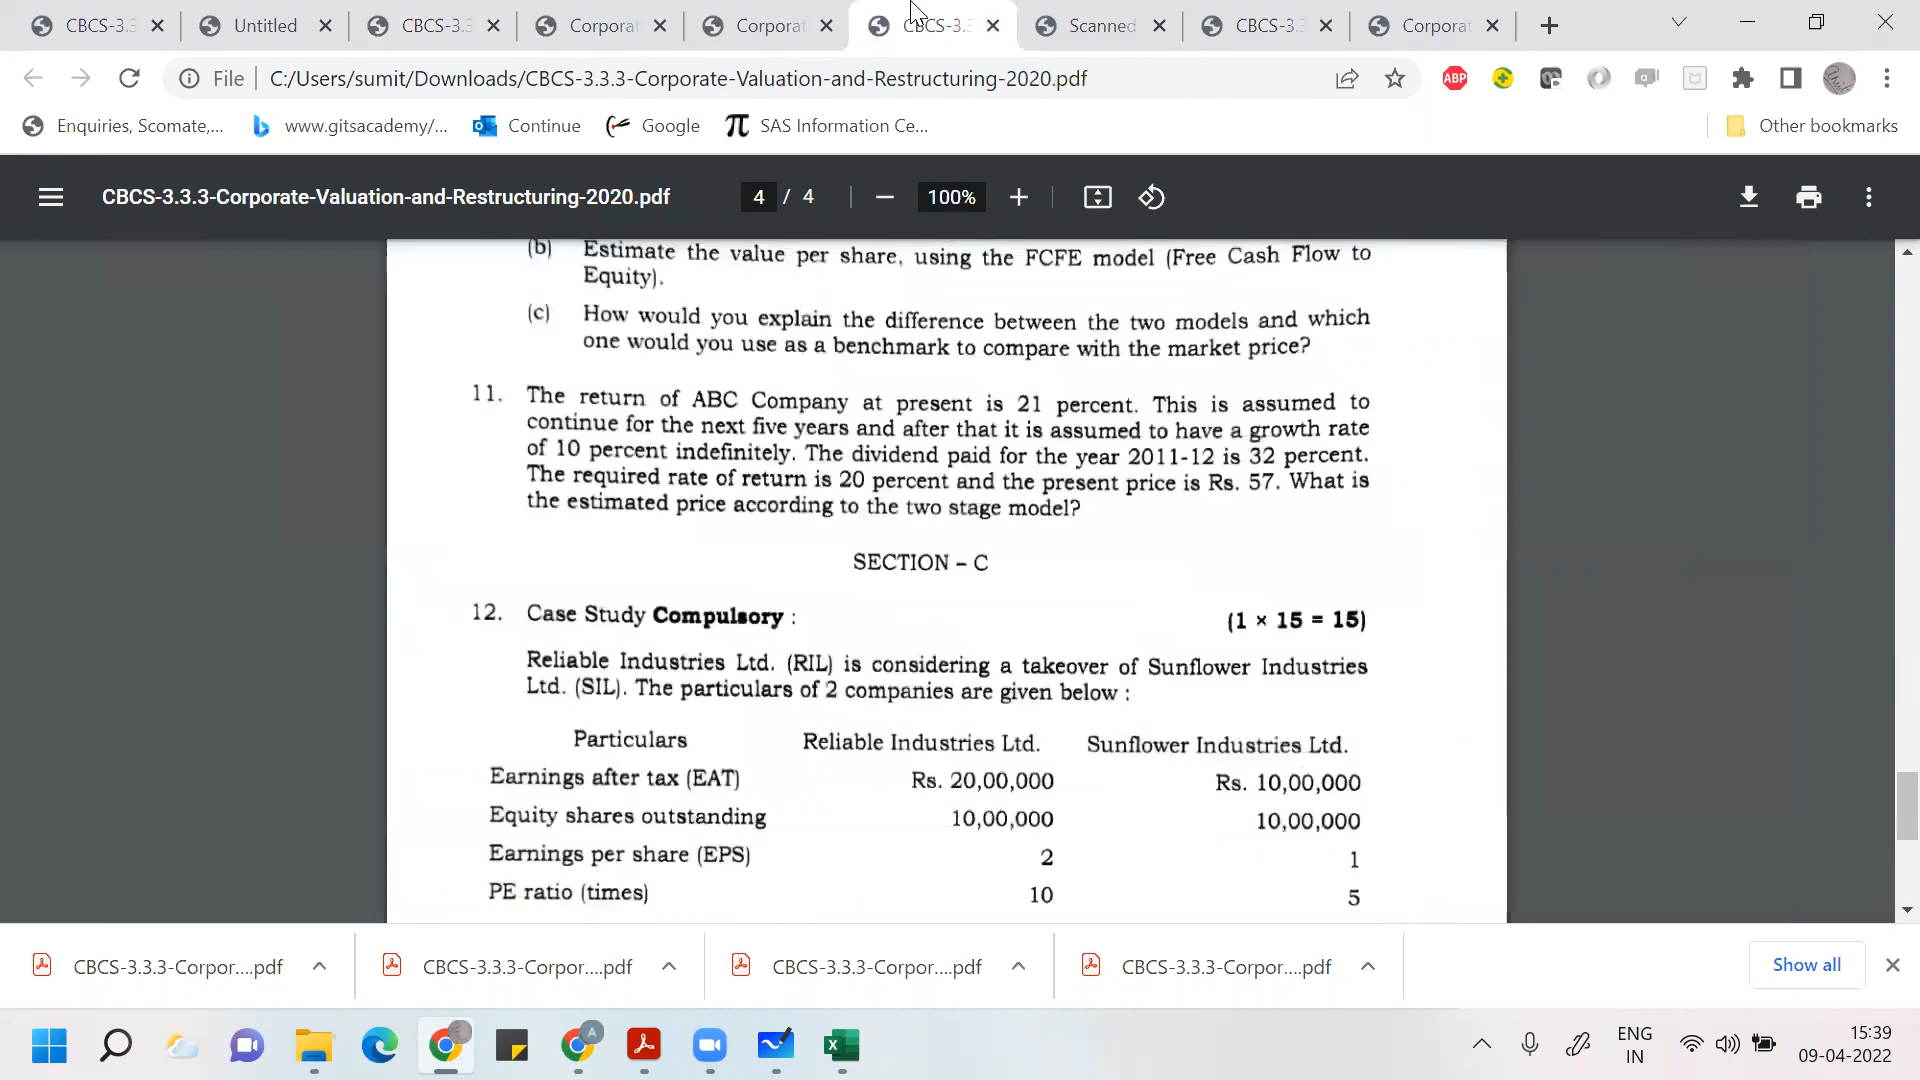 CBCS-3.3 Untitled CBCS-3.3 Corporat Corporat CBCS-3.3 Scanned CBCS-3.3 Corporat
File C:/Users/sumit/Downloads/CBCS-3.3.3-Corporate-Valuation-and-Restructuring-2020.pdf ABP
Enquiries, Scomate,... www.gitsacademy/... Continue Google SAS Information Ce... Other bookmarks
CBCS-3.3.3-Corporate-Valuation-and-Restructuring-2020.pdf 4 / 4 100%
(b) Estimate the value per share, using the FCFE model (Free Cash Flow to
Equity).
(c) How would you explain the difference between the two models and which
one would you use as a benchmark to compare with the market price?
11. The return of ABC Company at present is 21 percent. This is assumed to
continue for the next five years and after that it is assumed to have a growth rate
of 10 percent indefinitely. The dividend paid for the year 2011-12 is 32 percent.
The required rate of return is 20 percent and the present price is Rs. 57. What is
the estimated price according to the two stage model?
SECTION – C
12. Case Study Compulsory : (1 × 15 = 15)
Reliable Industries Ltd. (RIL) is considering a takeover of Sunflower Industries
Ltd. (SIL). The particulars of 2 companies are given below :
Particulars Reliable Industries Ltd. Sunflower Industries Ltd.
Earnings after tax (EAT) Rs. 20,00,000 Rs. 10,00,000
Equity shares outstanding 10,00,000 10,00,000
Earnings per share (EPS) 2 1
PE ratio (times) 10 5
CBCS-3.3.3-Corpor....pdf CBCS-3.3.3-Corpor....pdf CBCS-3.3.3-Corpor....pdf CBCS-3.3.3-Corpor....pdf Show all
ENG 15:39
IN 09-04-2022